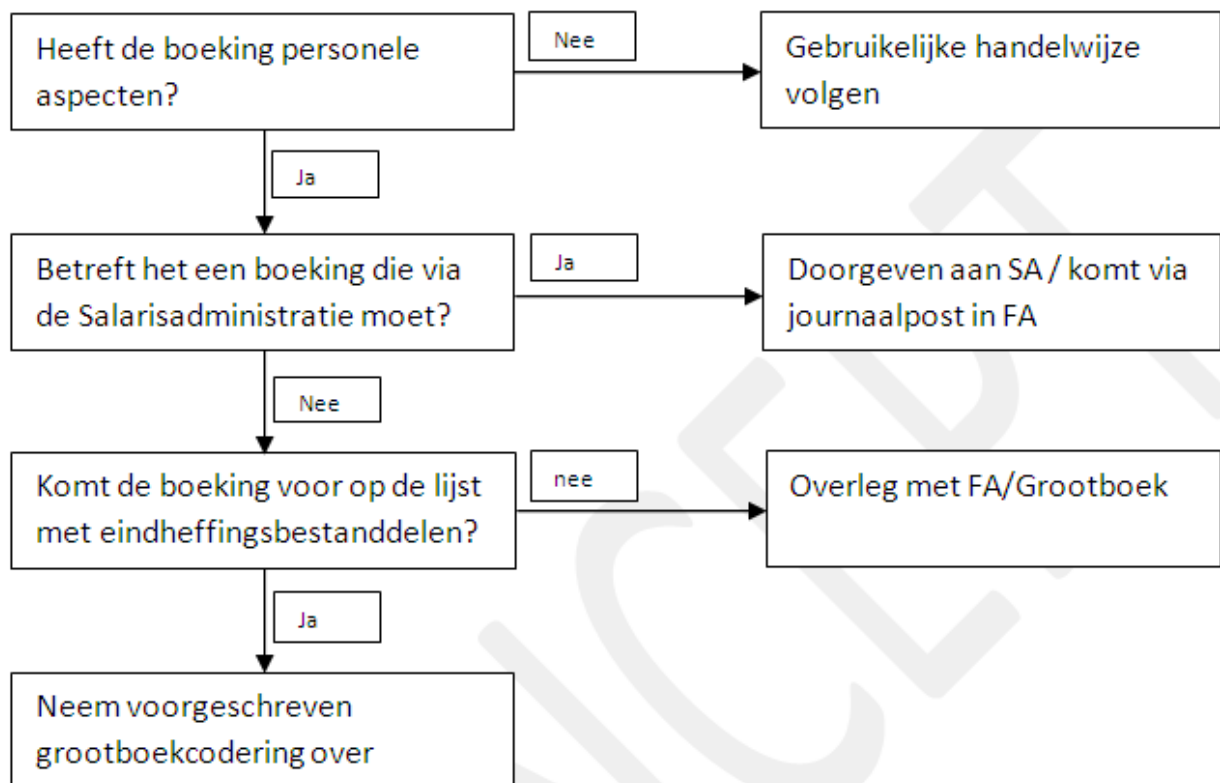 Heeft de boeking personele
aspecten?
Nee
Gebruikelijke handelwijze
volgen
Ja
Betreft het een boeking die via
de Salarisadministratie moet?
Ja
Doorgeven aan SA / komt via
journaalpost in FA
Nee
Komt de boeking voor op de lijst
met eindheffingsbestanddelen?
nee
Overleg met FA/Grootboek
Ja
Neem voorgeschreven
grootboekcodering over